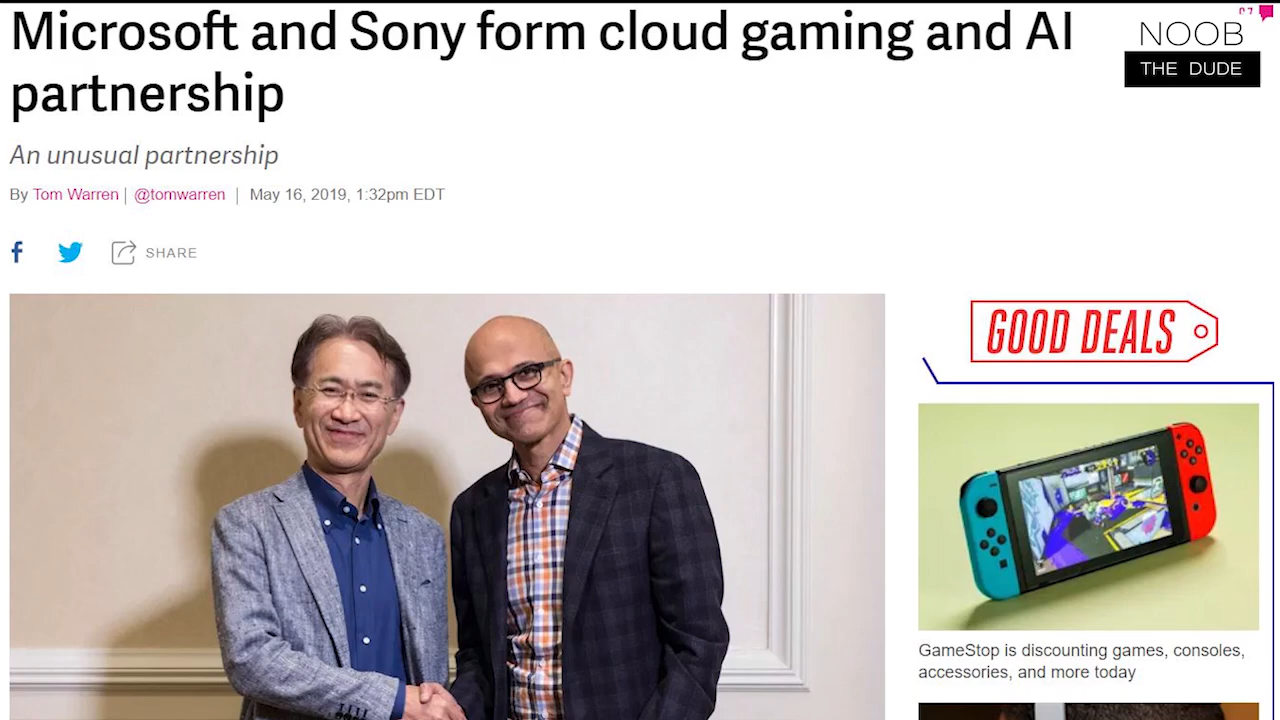 Microsoft and Sony form cloud gaming and AI
partnership
An unusual partnership
By Tom Warren | @tomwarren | May 16, 2019, 1:32pm EDT
SHARE
NOOB
THE DUDE
GOOD DEALS
GameStop is discounting games, consoles,
accessories, and more today